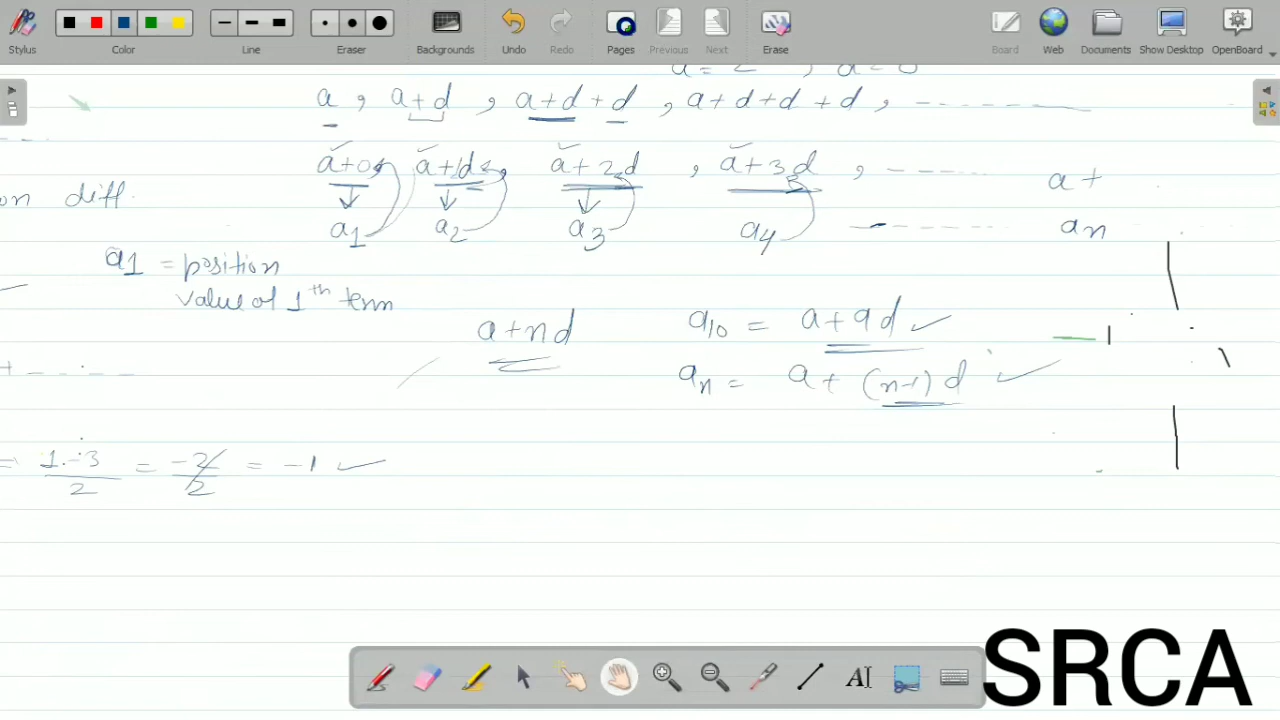 Stylus Color Line Eraser Backgrounds Undo Redo Pages Previous Next Erase Board Web Documents Show Desktop OpenBoard
a , a+d , a+d+d , a+d+d+d ,
a+0 , a+1d , a+2d , a+3d , a+
on diff.
a1 a2 a3 a4 an
a1 = position
value of 1th term
a+nd
a10 = a+9d ✓
an = a+(n-1)d ✓
= 1-3/2 = -2/2 = -1 ✓
SRCA